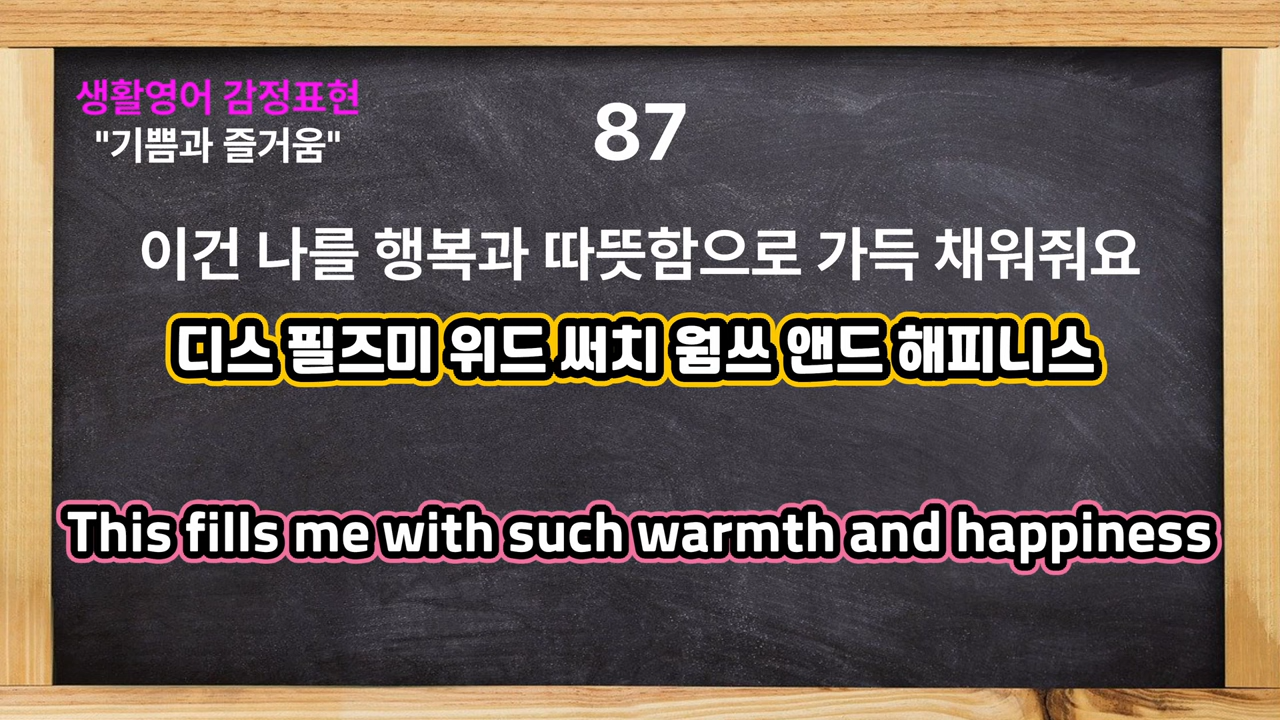 생활영어 감정표현
"기쁨과 즐거움"
87
이건 나를 행복과 따뜻함으로 가득 채워줘요
디스 필즈미 위드 써치 웜쓰 앤드 해피니스
This fills me with such warmth and happiness